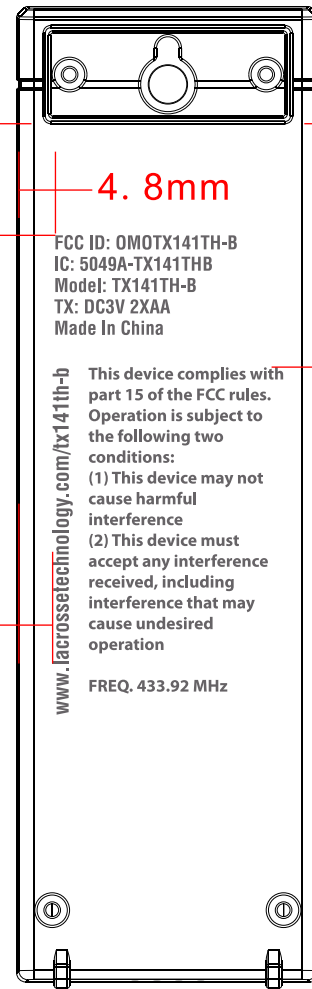 4. 8mm
FCC ID: OMOTX141TH-B
IC: 5049A-TX141THB
Model: TX141TH-B
TX: DC3V 2XAA
Made In China
www.lacrossetechnology.com/tx141th-b
This device complies with
part 15 of the FCC rules.
Operation is subject to
the following two
conditions:
(1) This device may not
cause harmful
interference
(2) This device must
accept any interference
received, including
interference that may
cause undesired
operation
FREQ. 433.92 MHz